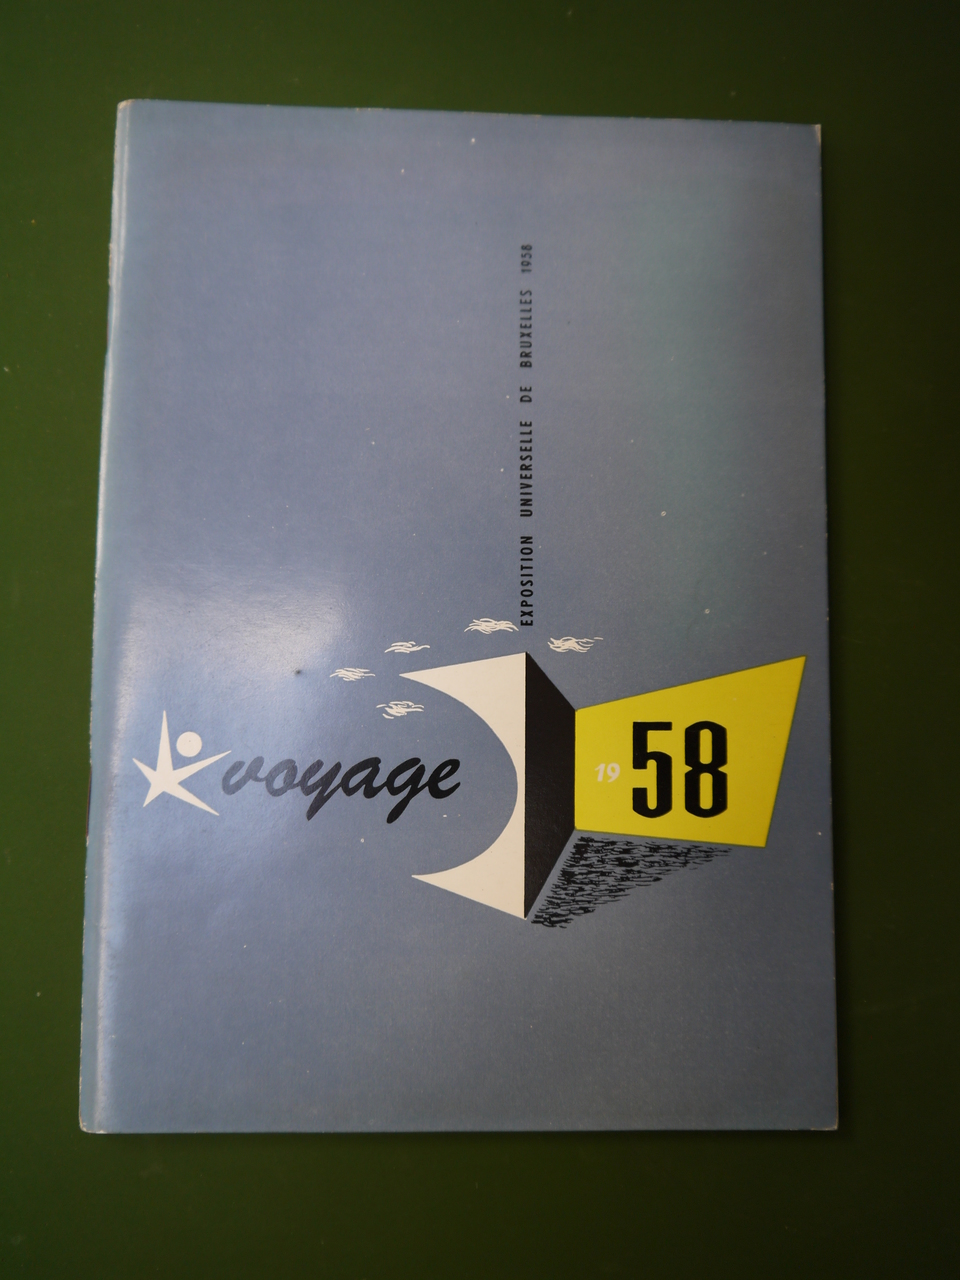 EXPOSITION UNIVERSELLE DE BRUXELLES 1958
voyage
19 58